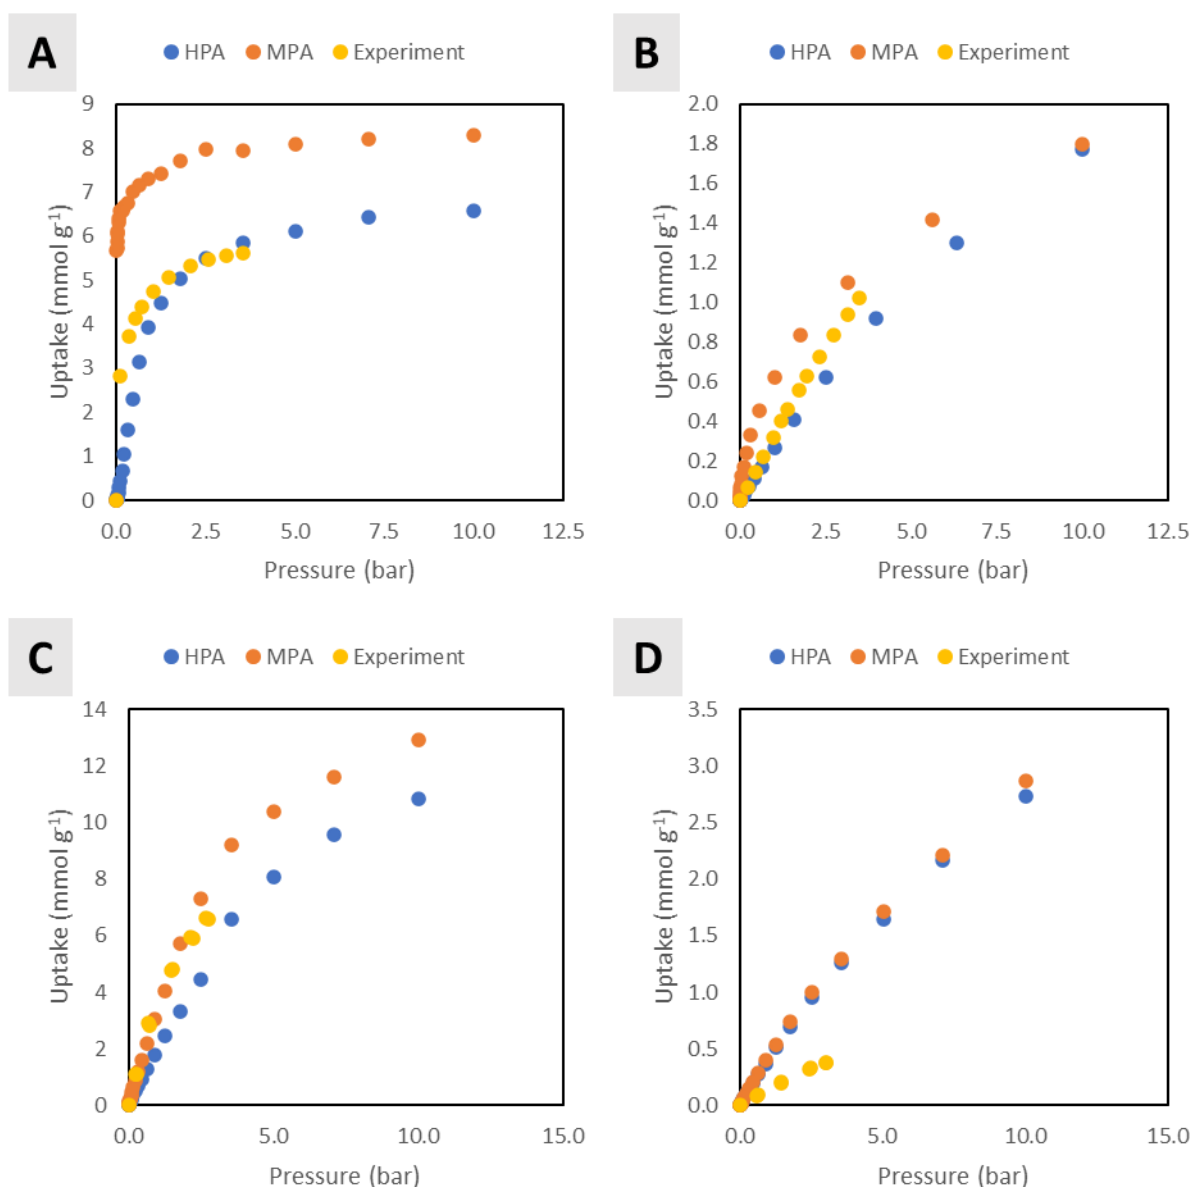 A
HPA MPA Experiment
9
8
7
6
5
4
3
2
1
0
0.0 2.5 5.0 7.5 10.0 12.5
Uptake (mmol g⁻¹)
Pressure (bar)
B
HPA MPA Experiment
2.0
1.8
1.6
1.4
1.2
1.0
0.8
0.6
0.4
0.2
0.0
0.0 2.5 5.0 7.5 10.0 12.5
Uptake (mmol g⁻¹)
Pressure (bar)
C
HPA MPA Experiment
14
12
10
8
6
4
2
0
0.0 5.0 10.0 15.0
Uptake (mmol g⁻¹)
Pressure (bar)
D
HPA MPA Experiment
3.5
3.0
2.5
2.0
1.5
1.0
0.5
0.0
0.0 5.0 10.0 15.0
Uptake (mmol g⁻¹)
Pressure (bar)